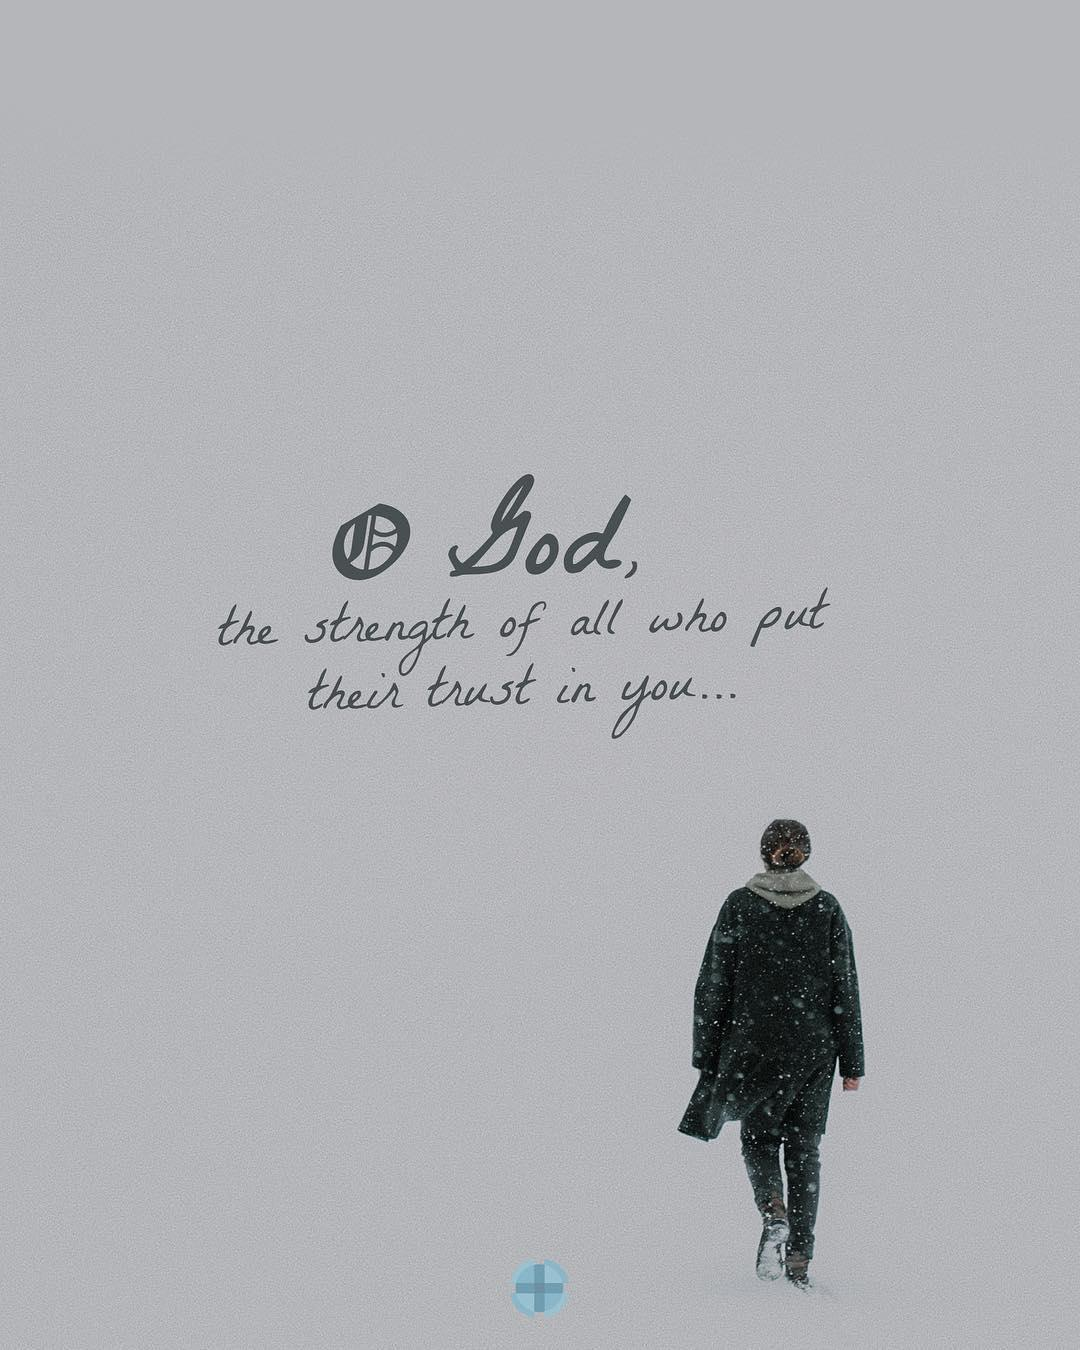 O God,
the strength of all who put
their trust in you...